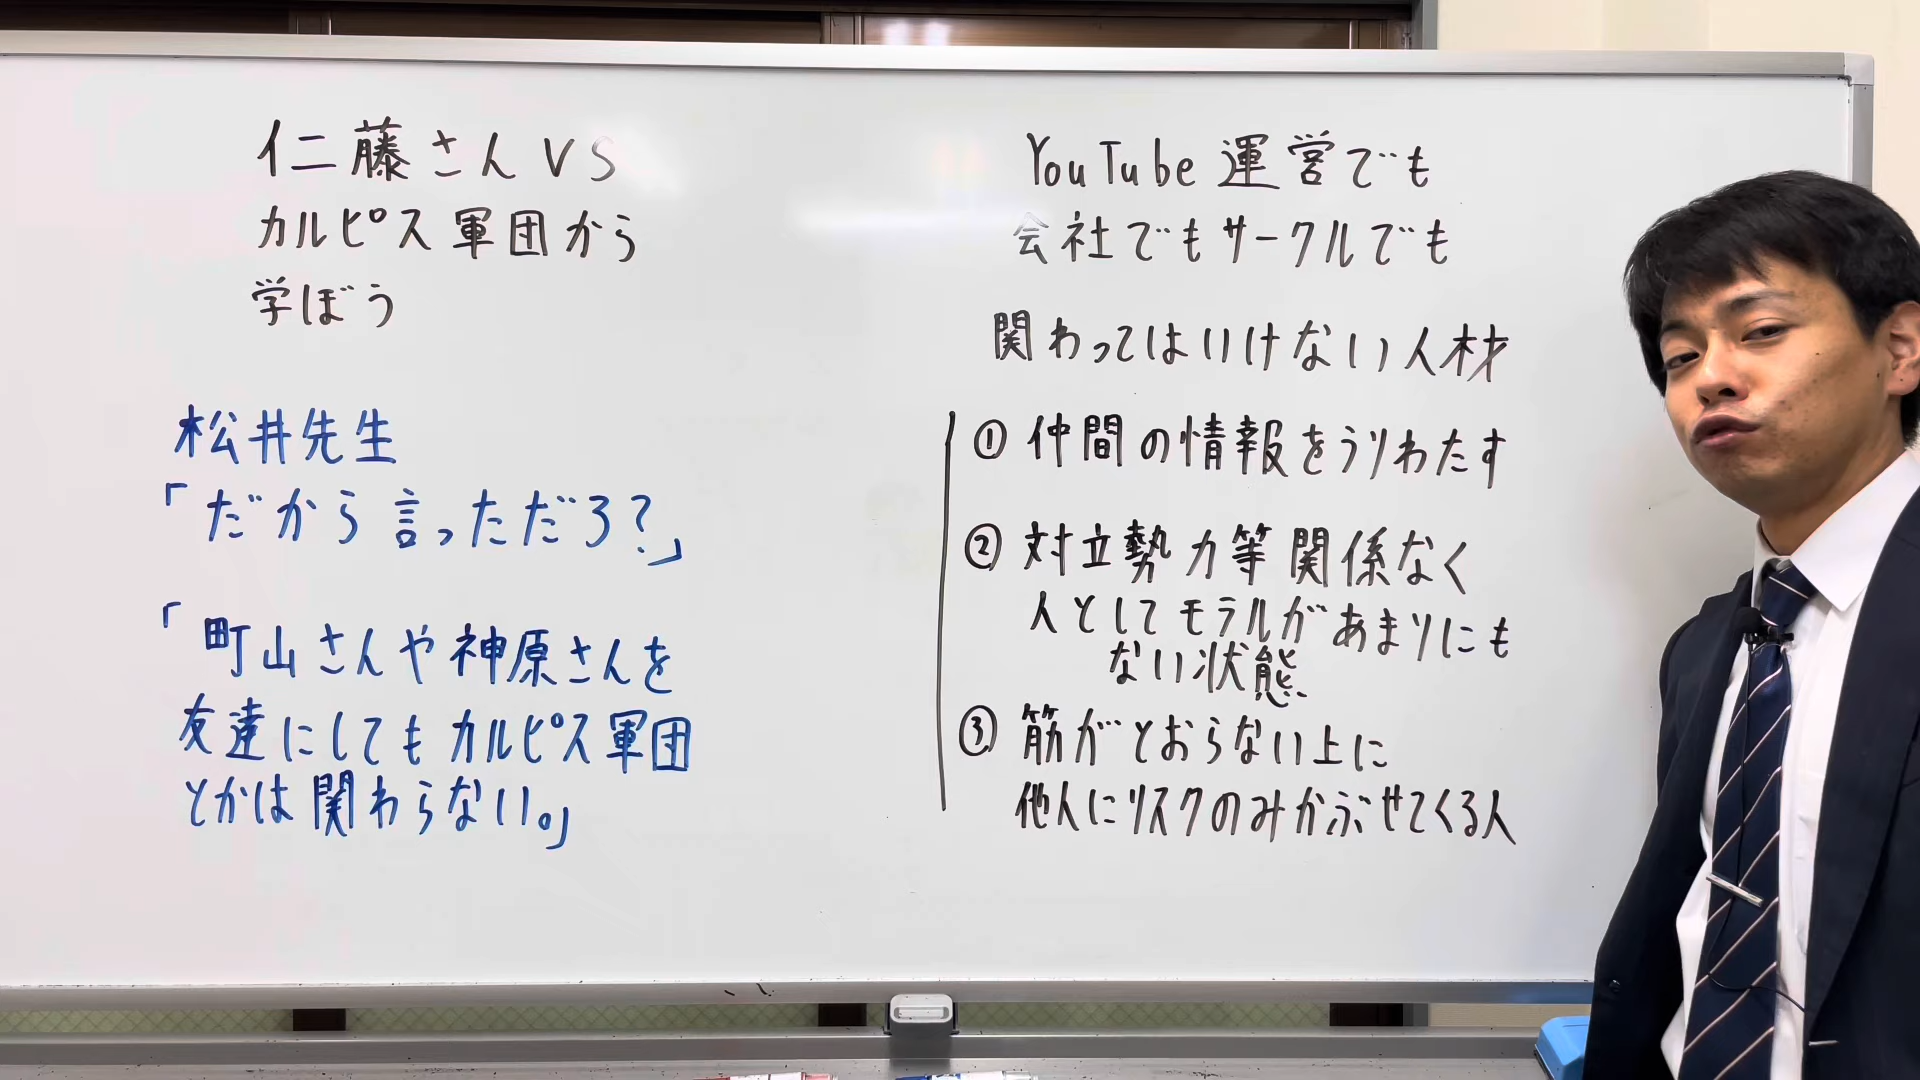 仁藤さんVS
カルピス軍団から
学ぼう
松井先生
「だから言っただろ?」
「町山さんや神原さんを
友達にしてもカルピス軍団
とかは関わらない。」
YouTube運営でも
会社でもサークルでも
関わってはいけない人材
① 仲間の情報をうりわたす
② 対立勢力等関係なく
人としてモラルがあまりにも
ない状態
③ 筋がとおらない上に
他人にリスクのみかぶせてくる人